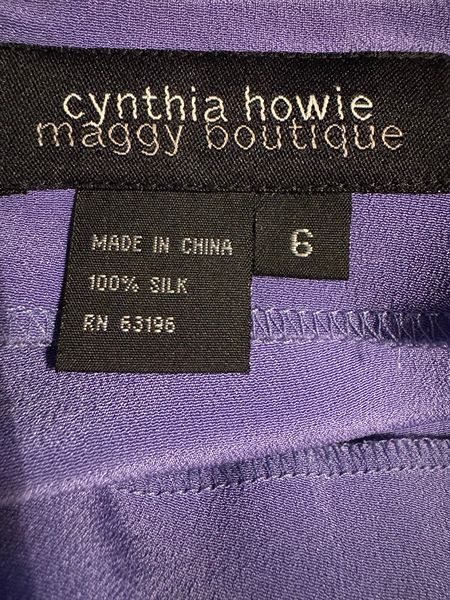 cynthia howie
maggy boutique
MADE IN CHINA
6
100% SILK
RN 63196